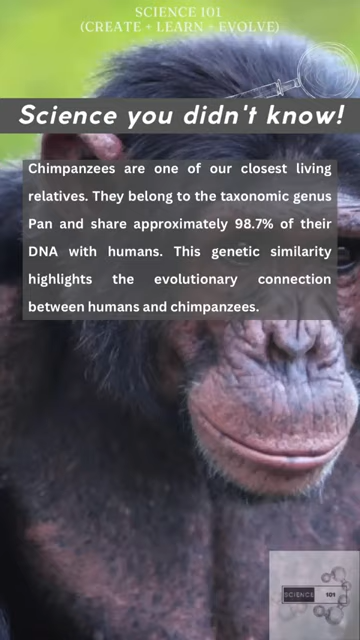 SCIENCE 101
(CREATE + LEARN + EVOLVE)
Science you didn't know!
Chimpanzees are one of our closest living
relatives. They belong to the taxonomic genus
Pan and share approximately 98.7% of their
DNA with humans. This genetic similarity
highlights the evolutionary connection
between humans and chimpanzees.
SCIENCE 101